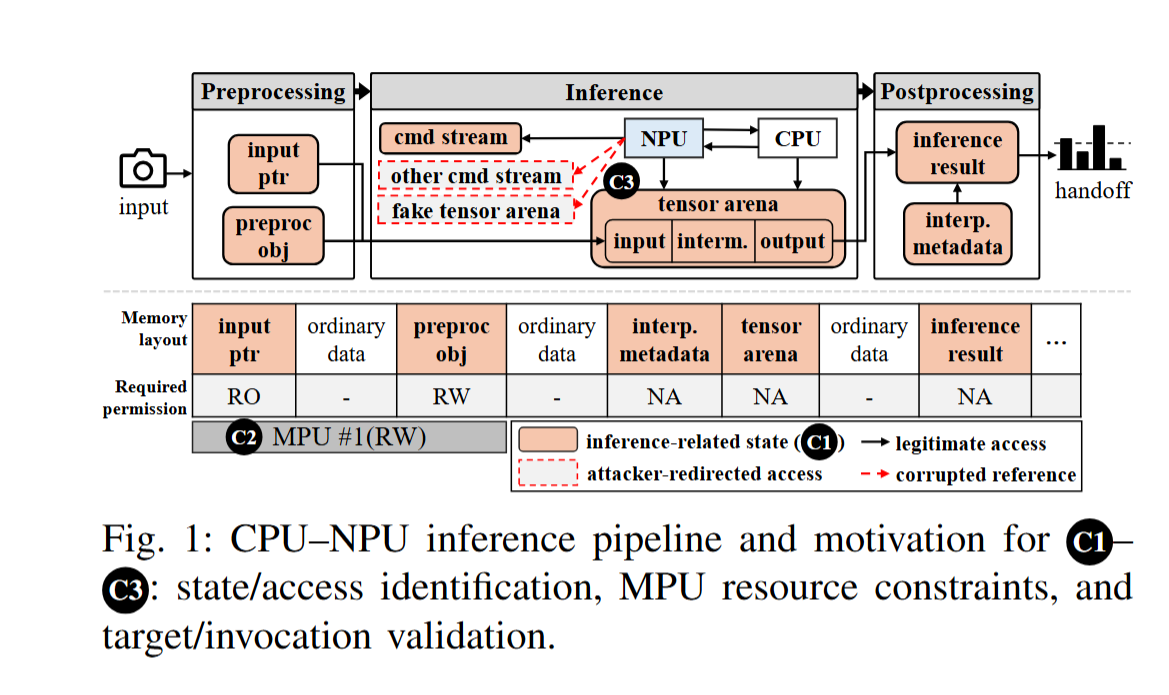 Preprocessing
Inference
Postprocessing
input
input
ptr
preproc
obj
cmd stream
other cmd stream
fake tensor arena
NPU
CPU
C3
tensor arena
input interm. output
inference
result
interp.
metadata
handoff
Memory
layout
input
ptr
ordinary
data
preproc
obj
ordinary
data
interp.
metadata
tensor
arena
ordinary
data
inference
result
...
Required
permission
RO - RW - NA NA - NA
C2 MPU #1(RW)
inference-related state (C1)
legitimate access
attacker-redirected access
corrupted reference
Fig. 1: CPU–NPU inference pipeline and motivation for C1–
C3: state/access identification, MPU resource constraints, and
target/invocation validation.